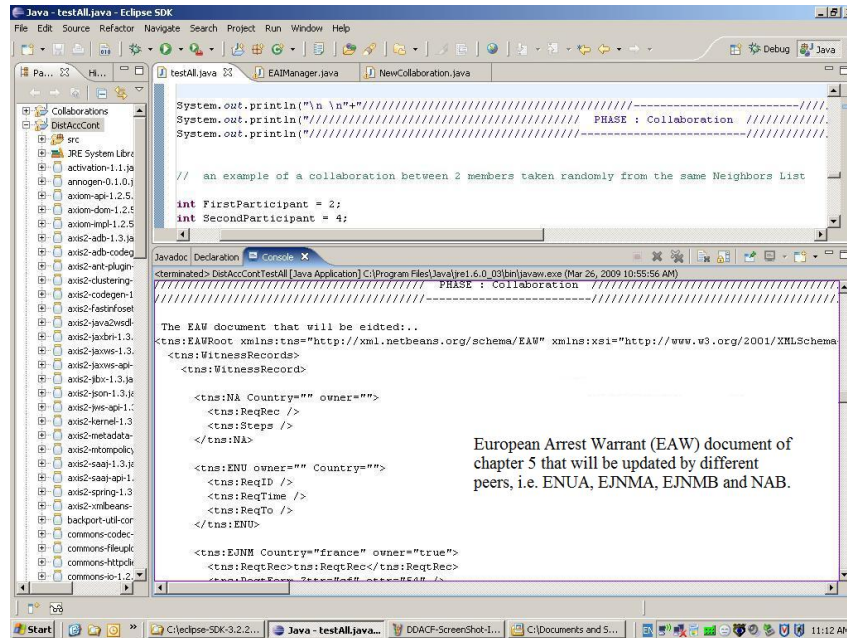 Java - testAll.java - Eclipse SDK
File Edit Source Refactor Navigate Search Project Run Window Help
Debug Java
Pa... Hi...
testAll.java EAIManager.java NewCollaboration.java
Collaborations
DistAccCont
src
JRE System Libra
activation-1.1.ja
annogen-0.1.0.j
axiom-api-1.2.5.
axiom-dom-1.2.5
axiom-impl-1.2.5
axis2-adb-1.3.ja
axis2-adb-codeg
axis2-ant-plugin-
axis2-clustering-
axis2-codegen-1
axis2-fastinfoset
axis2-java2wsdl-
axis2-jaxbri-1.3.
axis2-jaxws-1.3.
axis2-jaxws-api-
axis2-jibx-1.3.ja
axis2-json-1.3.ja
axis2-jws-api-1.
axis2-kernel-1.3
axis2-metadata-
axis2-mtompolicy
axis2-saaj-1.3.ja
axis2-saaj-api-1.
axis2-spring-1.3
axis2-xmlbeans-
backport-util-con
commons-codec-
commons-fileuplo
commons-httpclie
commons-io-1.2.
System.out.println("\n \n"+"/////////////////////////////////////////-------------------------////.
System.out.println("///////////////////////////////////////// PHASE : Collaboration ////////////.
System.out.println("/////////////////////////////////////////-------------------------////////////.
// an example of a collaboration between 2 members taken randomly from the same Neighbors List
int FirstParticipant = 2;
int SecondParticipant = 4;
Javadoc Declaration Console
<terminated> DistAccContTestAll [Java Application] C:\Program Files\Java\jre1.6.0_03\bin\javaw.exe (Mar 26, 2009 10:55:56 AM)
///////////////////////////////////////// PHASE : Collaboration /////////////////////////////////////
/////////////////////////////////////////-------------------------/////////////////////////////////////.
The EAW document that will be eidted:..
<tns:EAWRoot xmlns:tns="http://xml.netbeans.org/schema/EAW" xmlns:xsi="http://www.w3.org/2001/XMLSchema-
<tns:WitnessRecords>
<tns:WitnessRecord>
<tns:NA Country="" owner="">
<tns:ReqRec />
<tns:Steps />
</tns:NA>
<tns:ENU owner="" Country="">
<tns:ReqID />
<tns:ReqTime />
<tns:ReqTo />
</tns:ENU>
<tns:EJNM Country="france" owner="true">
<tns:ReqtRec>tns:ReqtRec</tns:ReqtRec>
European Arrest Warrant (EAW) document of
chapter 5 that will be updated by different
peers, i.e. ENUA, EJNMA, EJNMB and NAB.
Start C:\eclipse-SDK-3.2.2... Java - testAll.java... DDACF-ScreenShot-I... C:\Documents and S... 11:12 AM